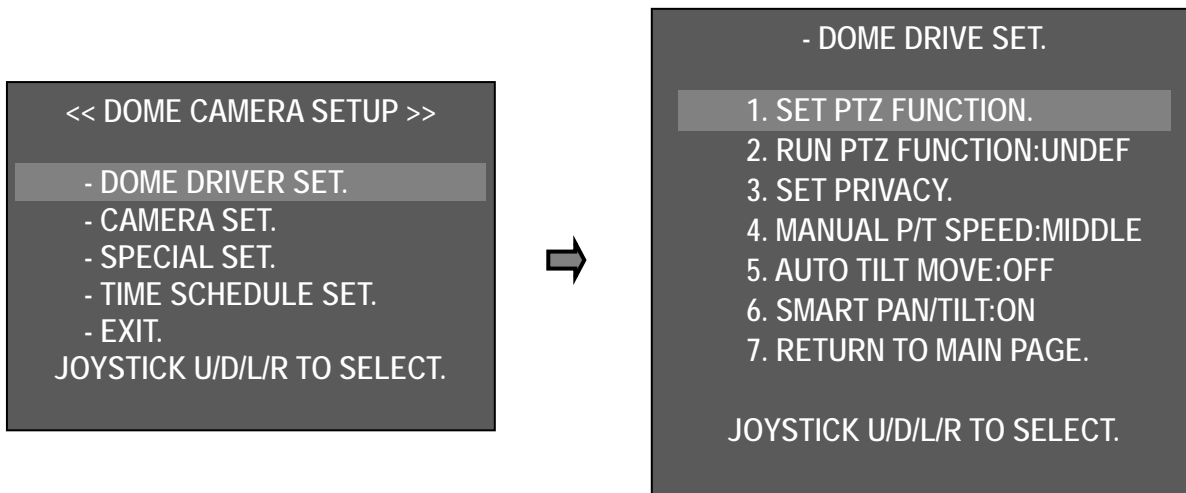 << DOME CAMERA SETUP >>
- DOME DRIVER SET.
- CAMERA SET.
- SPECIAL SET.
- TIME SCHEDULE SET.
- EXIT.
JOYSTICK U/D/L/R TO SELECT.
- DOME DRIVE SET.
1. SET PTZ FUNCTION.
2. RUN PTZ FUNCTION:UNDEF
3. SET PRIVACY.
4. MANUAL P/T SPEED:MIDDLE
5. AUTO TILT MOVE:OFF
6. SMART PAN/TILT:ON
7. RETURN TO MAIN PAGE.
JOYSTICK U/D/L/R TO SELECT.